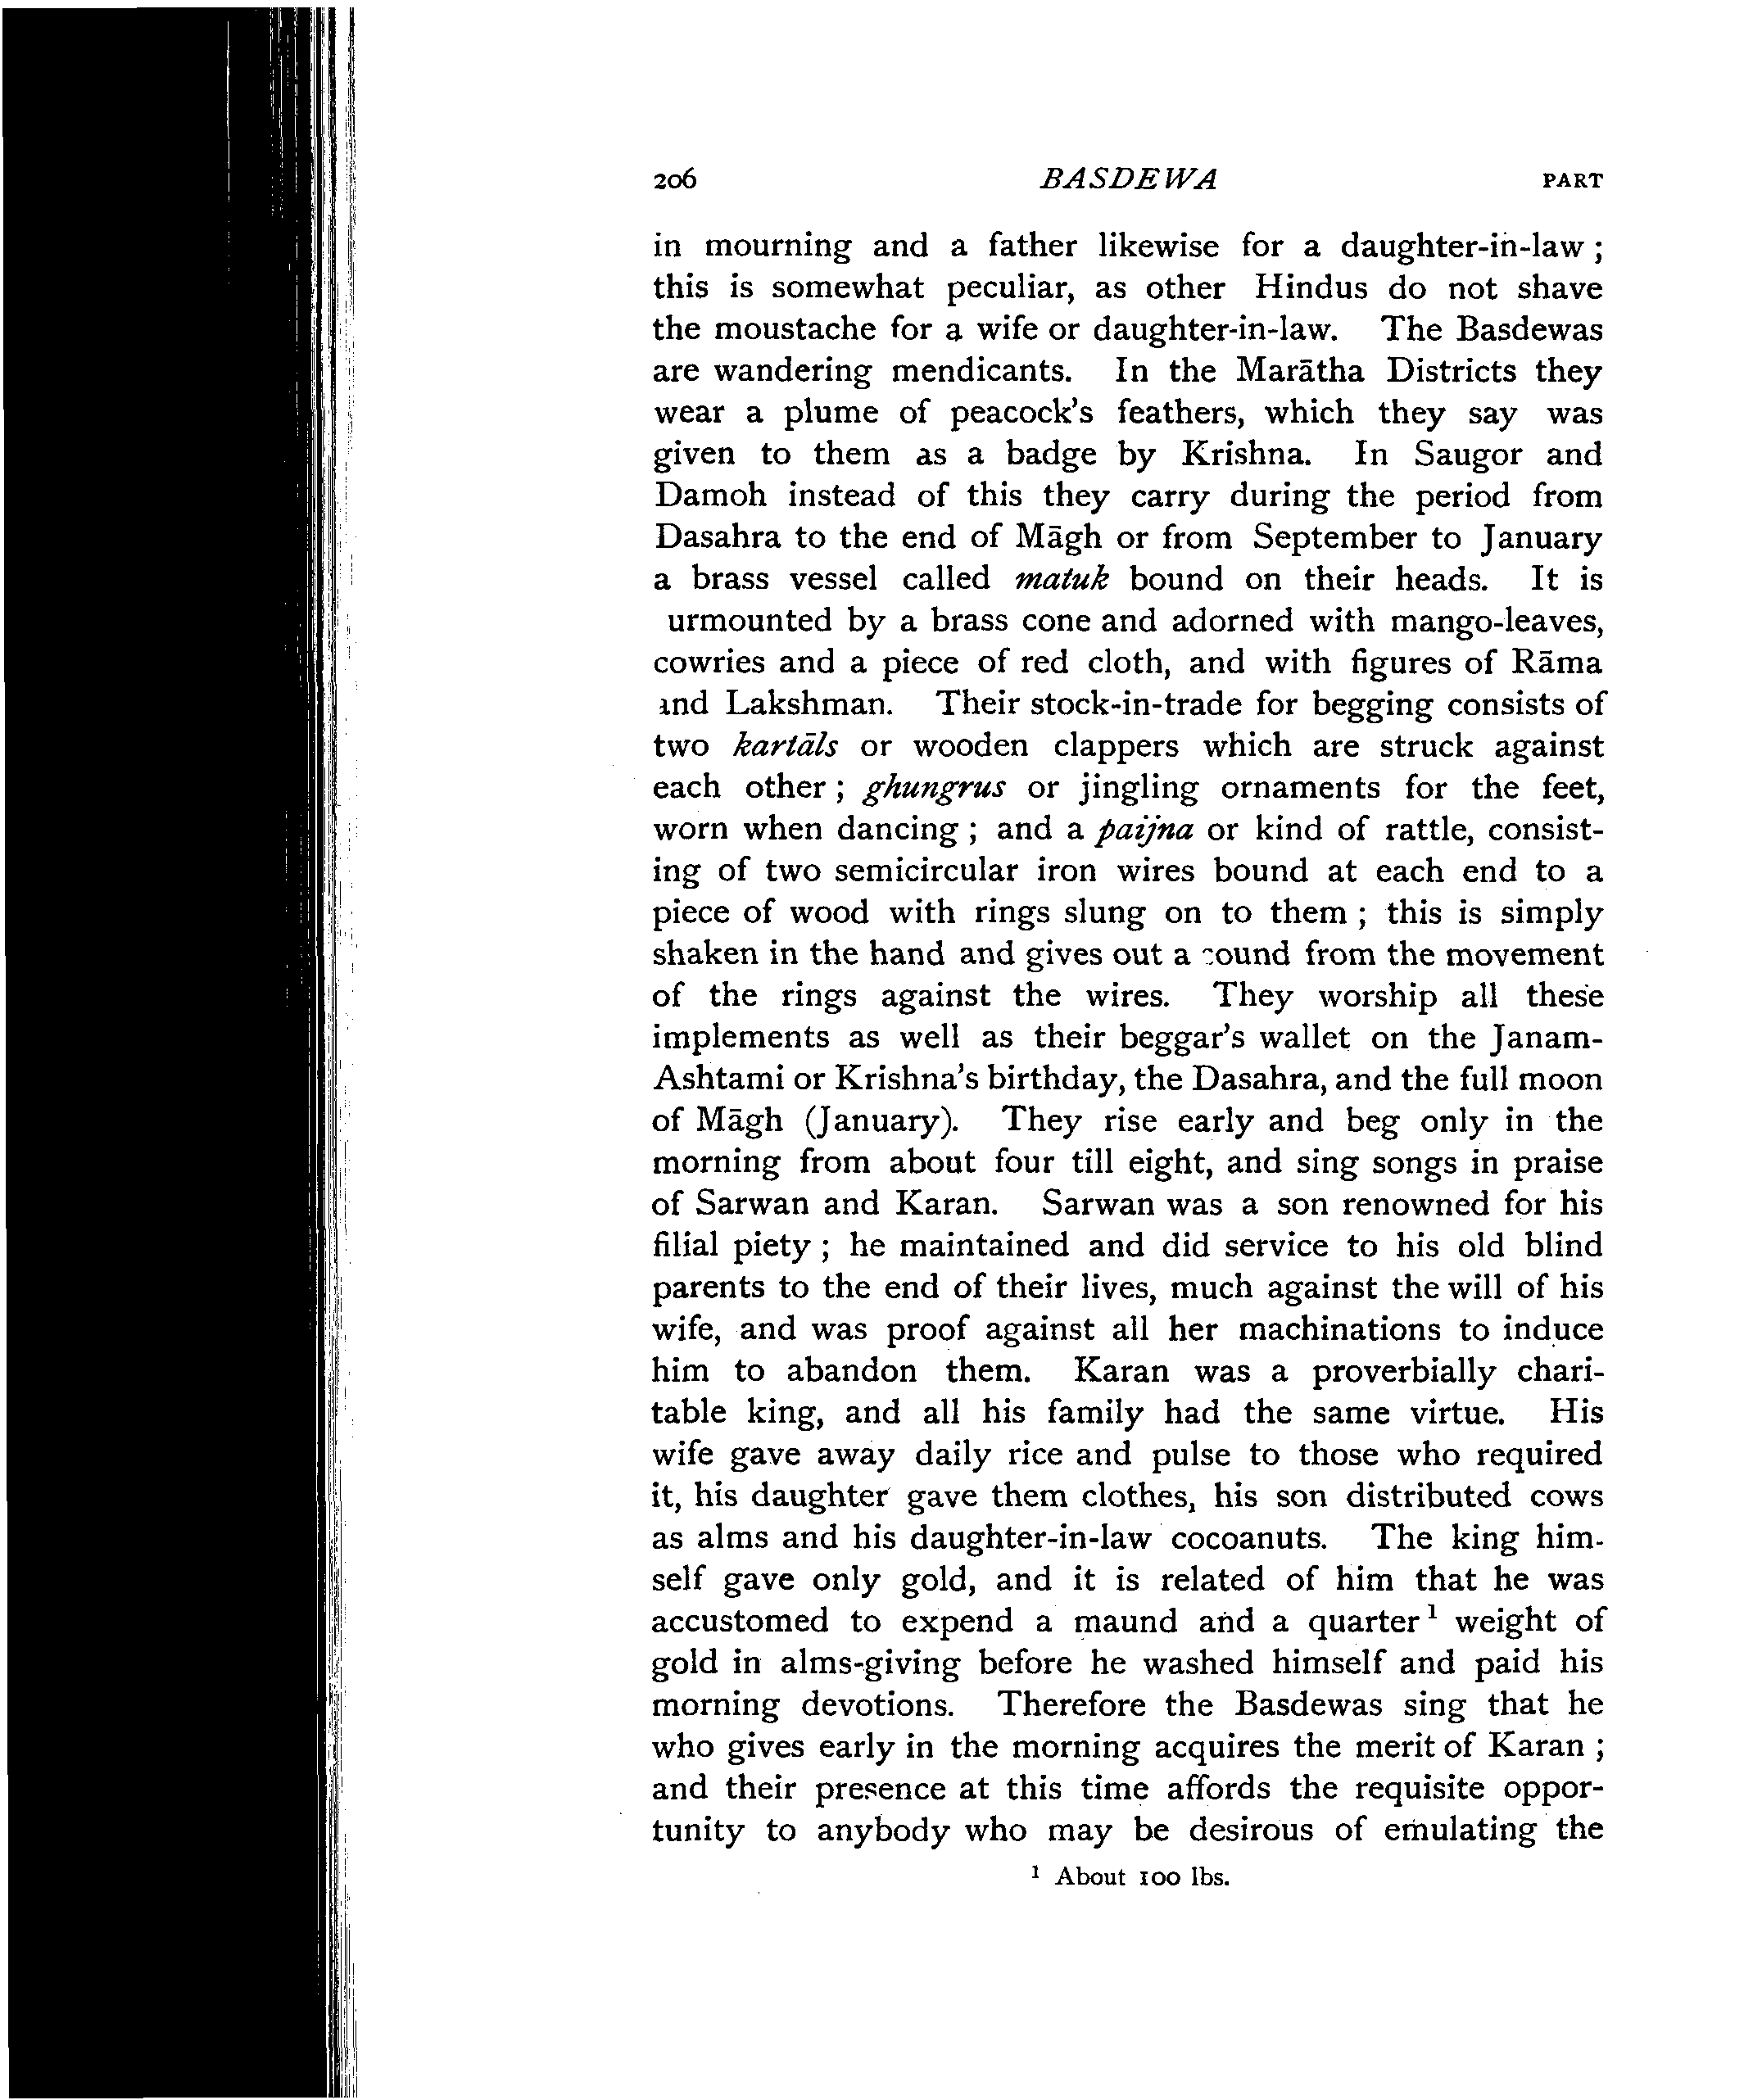 206 BASDEWA PART
in mourning and a father likewise for a daughter-in-law ;
this is somewhat peculiar, as other Hindus do not shave
the moustache for a wife or daughter-in-law. The Basdewas
are wandering mendicants. In the Marātha Districts they
wear a plume of peacock's feathers, which they say was
given to them as a badge by Krishna. In Saugor and
Damoh instead of this they carry during the period from
Dasahra to the end of Māgh or from September to January
a brass vessel called matuk bound on their heads. It is
urmounted by a brass cone and adorned with mango-leaves,
cowries and a piece of red cloth, and with figures of Rāma
and Lakshman. Their stock-in-trade for begging consists of
two kartāls or wooden clappers which are struck against
each other ; ghungrus or jingling ornaments for the feet,
worn when dancing ; and a paijna or kind of rattle, consist-
ing of two semicircular iron wires bound at each end to a
piece of wood with rings slung on to them ; this is simply
shaken in the hand and gives out a sound from the movement
of the rings against the wires. They worship all these
implements as well as their beggar's wallet on the Janam-
Ashtami or Krishna's birthday, the Dasahra, and the full moon
of Māgh (January). They rise early and beg only in the
morning from about four till eight, and sing songs in praise
of Sarwan and Karan. Sarwan was a son renowned for his
filial piety ; he maintained and did service to his old blind
parents to the end of their lives, much against the will of his
wife, and was proof against all her machinations to induce
him to abandon them. Karan was a proverbially chari-
table king, and all his family had the same virtue. His
wife gave away daily rice and pulse to those who required
it, his daughter gave them clothes, his son distributed cows
as alms and his daughter-in-law cocoanuts. The king him-
self gave only gold, and it is related of him that he was
accustomed to expend a maund and a quarter¹ weight of
gold in alms-giving before he washed himself and paid his
morning devotions. Therefore the Basdewas sing that he
who gives early in the morning acquires the merit of Karan ;
and their presence at this time affords the requisite oppor-
tunity to anybody who may be desirous of emulating the
¹ About 100 lbs.